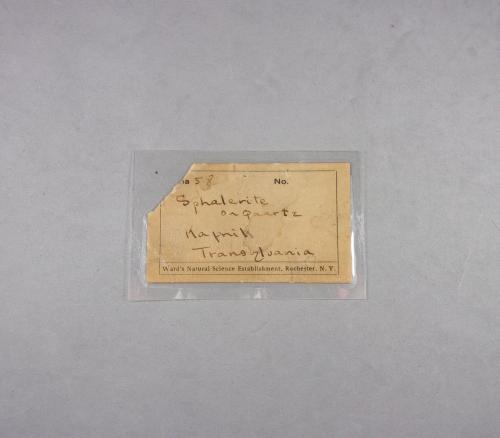 58 No.
Sphalerite
on Quartz
Kapnik
Transylvania
Ward's Natural Science Establishment, Rochester, N. Y.